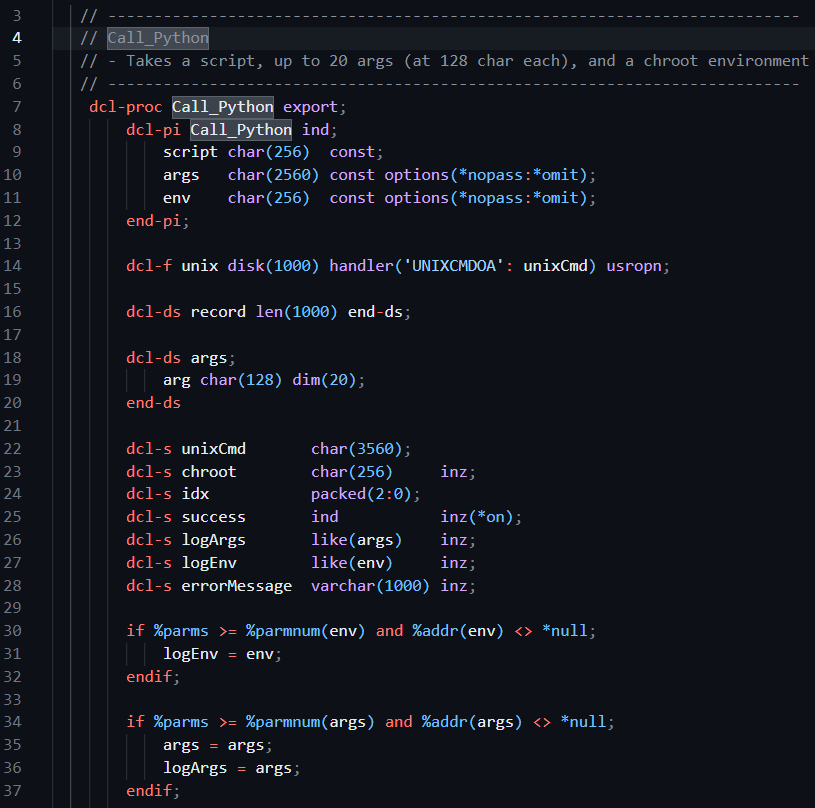 3 // ---------------------------------------------------------------------------
4 // Call_Python
5 // - Takes a script, up to 20 args (at 128 char each), and a chroot environment
6 // ---------------------------------------------------------------------------
7 dcl-proc Call_Python export;
8 dcl-pi Call_Python ind;
9 script char(256) const;
10 args char(2560) const options(*nopass:*omit);
11 env char(256) const options(*nopass:*omit);
12 end-pi;
13
14 dcl-f unix disk(1000) handler('UNIXCMDOA': unixCmd) usropn;
15
16 dcl-ds record len(1000) end-ds;
17
18 dcl-ds args;
19 arg char(128) dim(20);
20 end-ds
21
22 dcl-s unixCmd char(3560);
23 dcl-s chroot char(256) inz;
24 dcl-s idx packed(2:0);
25 dcl-s success ind inz(*on);
26 dcl-s logArgs like(args) inz;
27 dcl-s logEnv like(env) inz;
28 dcl-s errorMessage varchar(1000) inz;
29
30 if %parms >= %parmnum(env) and %addr(env) <> *null;
31 logEnv = env;
32 endif;
33
34 if %parms >= %parmnum(args) and %addr(args) <> *null;
35 args = args;
36 logArgs = args;
37 endif;